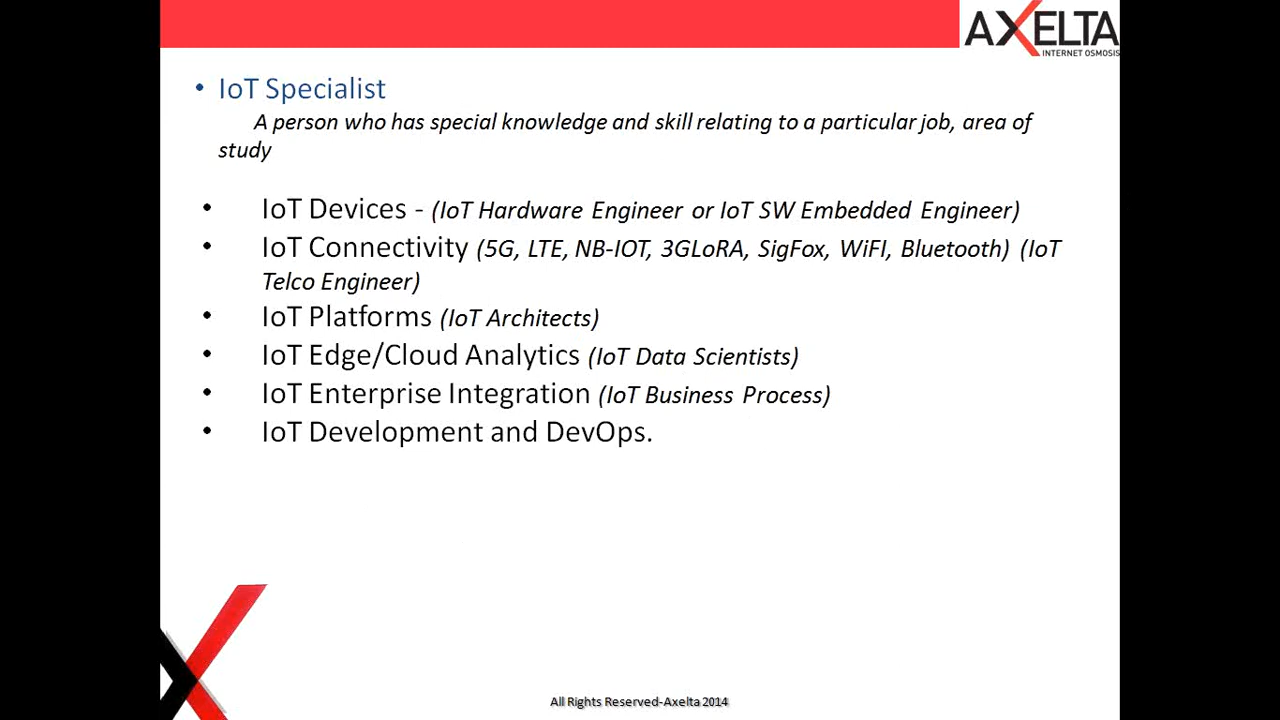 AXELTA
INTERNET OSMOSIS
• IoT Specialist
A person who has special knowledge and skill relating to a particular job, area of
study
• IoT Devices - (IoT Hardware Engineer or IoT SW Embedded Engineer)
• IoT Connectivity (5G, LTE, NB-IOT, 3GLoRA, SigFox, WiFI, Bluetooth) (IoT
Telco Engineer)
• IoT Platforms (IoT Architects)
• IoT Edge/Cloud Analytics (IoT Data Scientists)
• IoT Enterprise Integration (IoT Business Process)
• IoT Development and DevOps.
All Rights Reserved-Axelta 2014